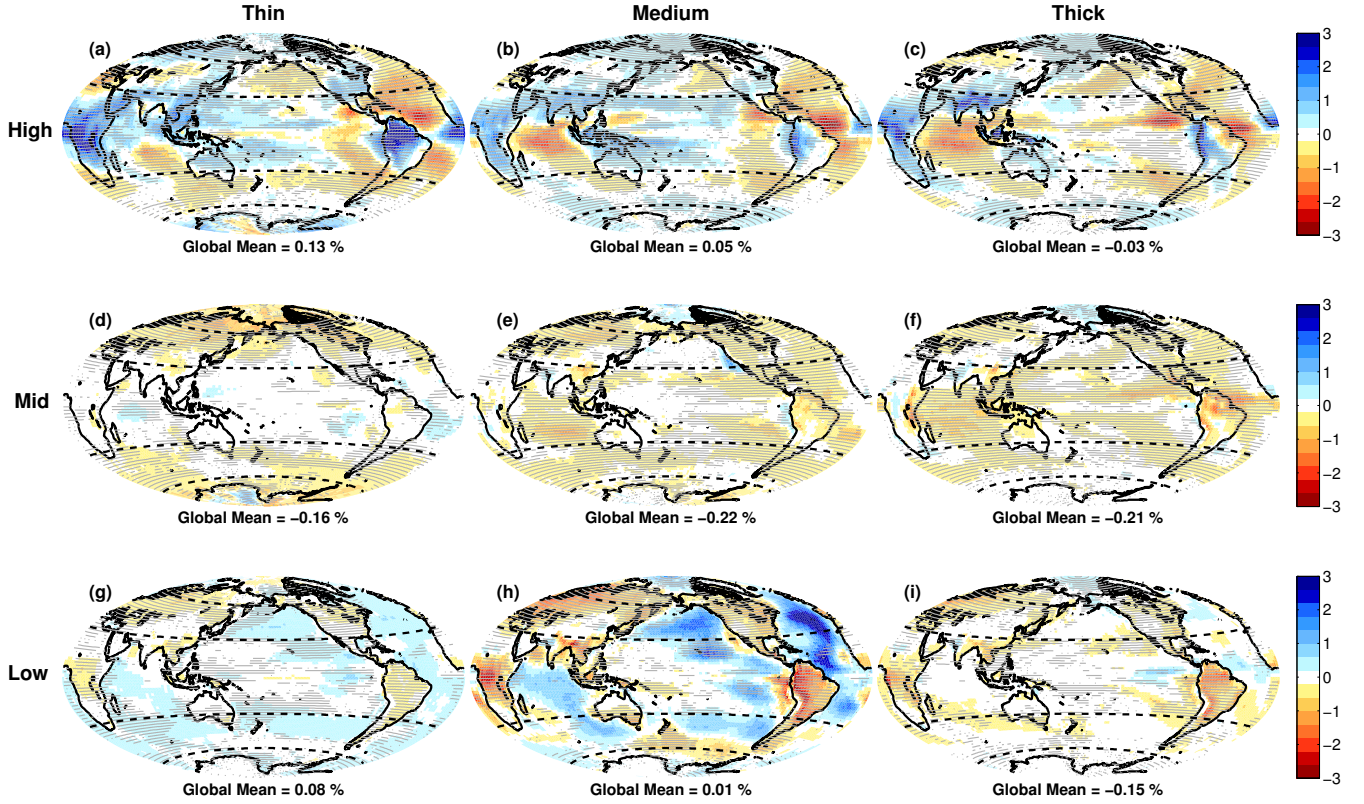 Thin Medium Thick
(a) (b) (c)
High
3
2
1
0
−1
−2
−3
Global Mean = 0.13 % Global Mean = 0.05 % Global Mean = −0.03 %
(d) (e) (f)
Mid
3
2
1
0
−1
−2
−3
Global Mean = −0.16 % Global Mean = −0.22 % Global Mean = −0.21 %
(g) (h) (i)
Low
3
2
1
0
−1
−2
−3
Global Mean = 0.08 % Global Mean = 0.01 % Global Mean = −0.15 %